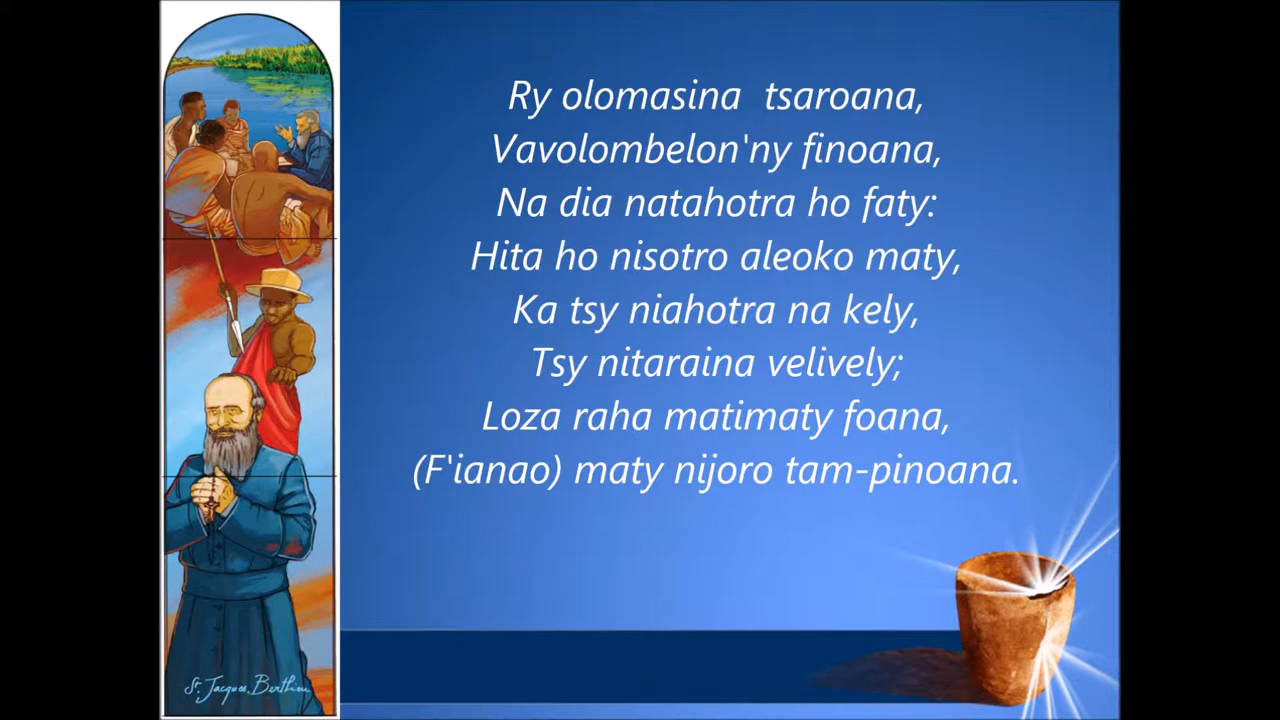 Ry olomasina tsaroana,
Vavolombelon'ny finoana,
Na dia natahotra ho faty:
Hita ho nisotro aleoko maty,
Ka tsy niahotra na kely,
Tsy nitaraina velively;
Loza raha matimaty foana,
(F'ianao) maty nijoro tam-pinoana.
St Jacques Berthieu